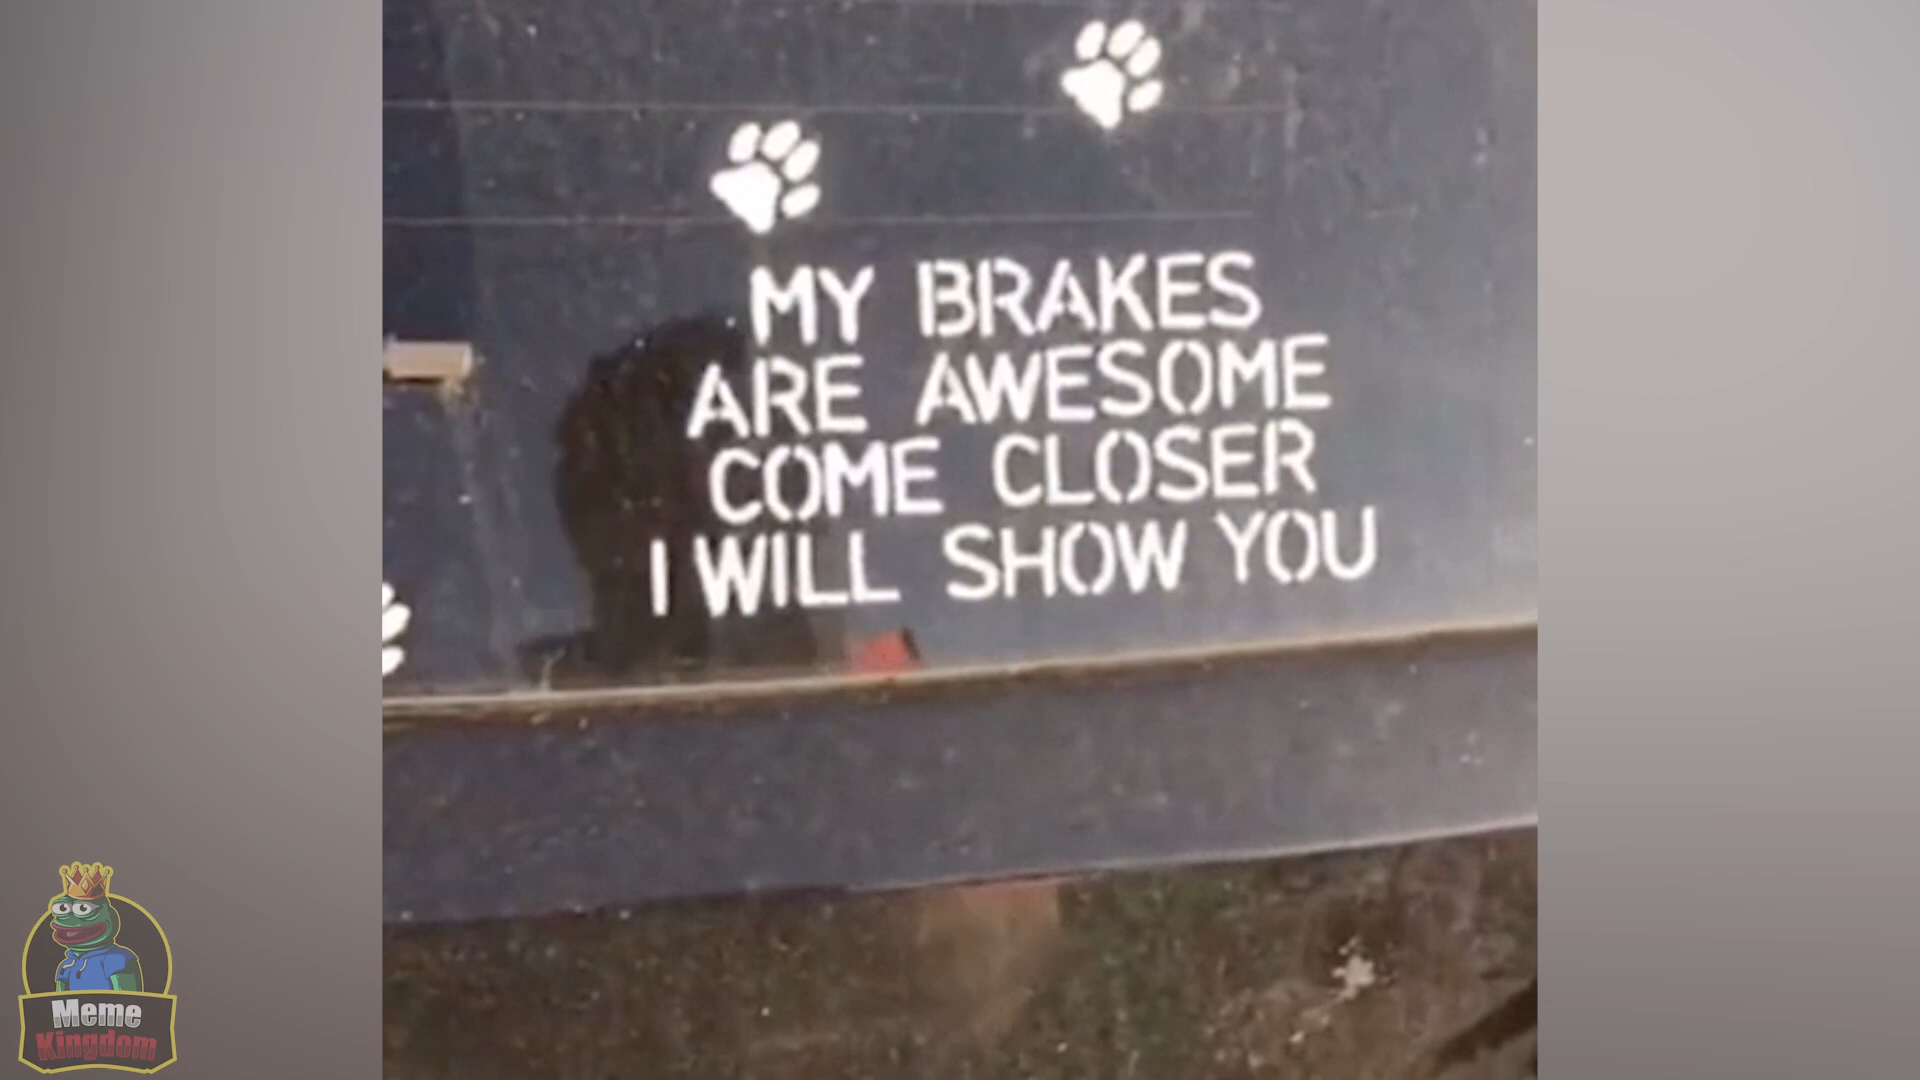 MY BRAKES
ARE AWESOME
COME CLOSER
I WILL SHOW YOU
Meme
Kingdom